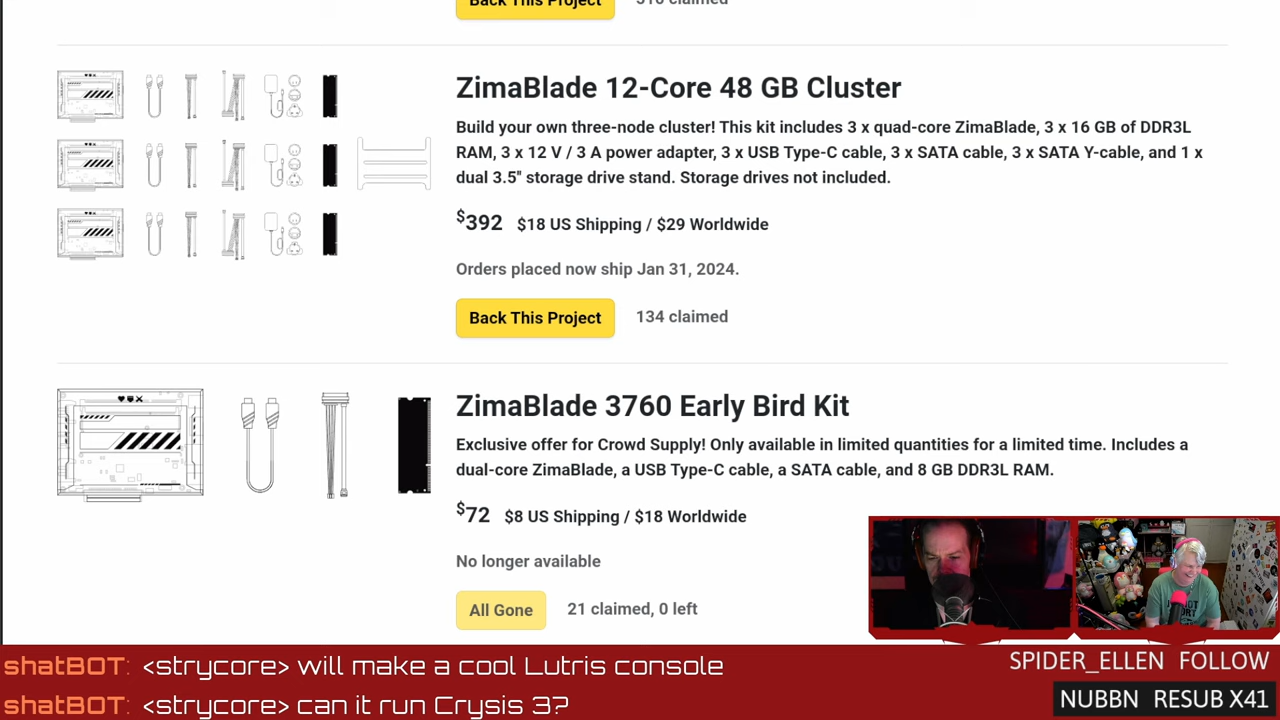 Back This Project
318 claimed
ZimaBlade 12-Core 48 GB Cluster
Build your own three-node cluster! This kit includes 3 x quad-core ZimaBlade, 3 x 16 GB of DDR3L
RAM, 3 x 12 V / 3 A power adapter, 3 x USB Type-C cable, 3 x SATA cable, 3 x SATA Y-cable, and 1 x
dual 3.5" storage drive stand. Storage drives not included.
$392 $18 US Shipping / $29 Worldwide
Orders placed now ship Jan 31, 2024.
Back This Project
134 claimed
ZimaBlade 3760 Early Bird Kit
Exclusive offer for Crowd Supply! Only available in limited quantities for a limited time. Includes a
dual-core ZimaBlade, a USB Type-C cable, a SATA cable, and 8 GB DDR3L RAM.
$72 $8 US Shipping / $18 Worldwide
No longer available
All Gone
21 claimed, 0 left
shatBOT: <strycore> will make a cool Lutris console
shatBOT: <strycore> can it run Crysis 3?
SPIDER_ELLEN FOLLOW
NUBBN RESUB X41